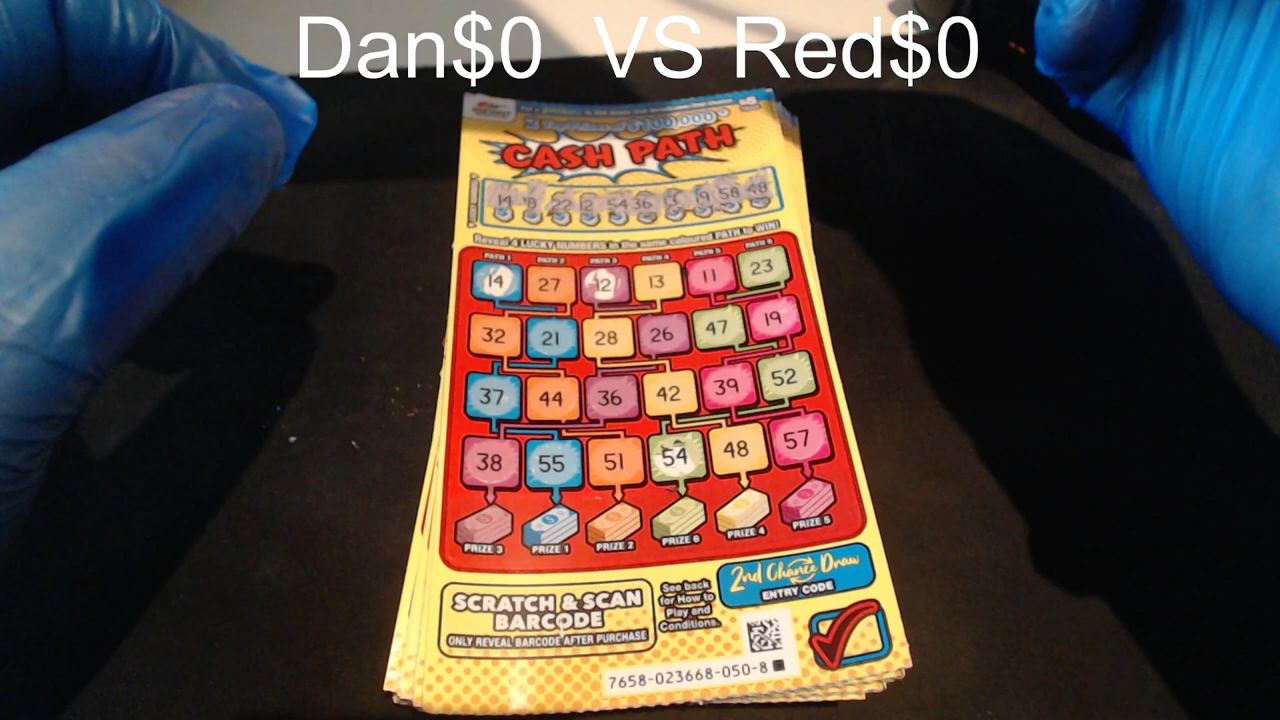 Dan$0 VS Red$0
CASH PATH
14 8 22 12 54 36 13 9 58 48
Reveal 4 LUCKY NUMBERS in the same coloured PATH to WIN!
PATH 1 PATH 2 PATH 3 PATH 4 PATH 5 PATH 6
14 27 12 13 11 23
32 21 28 26 47 19
37 44 36 42 39 52
38 55 51 54 48 57
PRIZE 3 PRIZE 1 PRIZE 2 PRIZE 6 PRIZE 4 PRIZE 5
2nd Chance Draw
ENTRY CODE
SCRATCH & SCAN
BARCODE
ONLY REVEAL BARCODE AFTER PURCHASE
See back
for How to
Play and
Conditions.
7658-023668-050-8